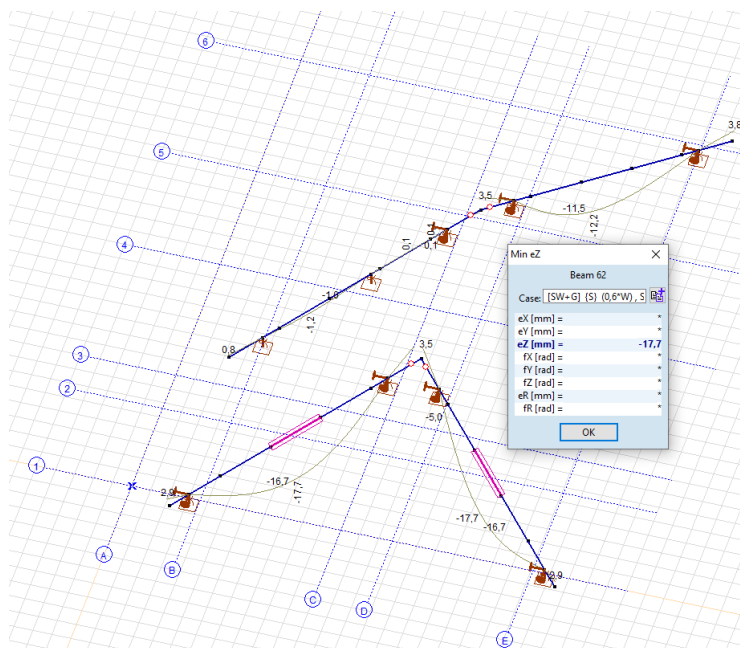 6
3,8
5
3,5
-11,5
-12,2
0,1
0,1
0,1
4
-1,0
-1,2
0,8
3,5
3
2
-5,0
1
2,9
-16,7
-17,7
-17,7
-16,7
2,9
A
B
C
D
E
Min eZ
Beam 62
Case: [SW+G] {S} (0,6*W) , S
eX [mm] = *
eY [mm] = *
eZ [mm] = -17,7
fX [rad] = *
fY [rad] = *
fZ [rad] = *
eR [mm] = *
fR [rad] = *
OK